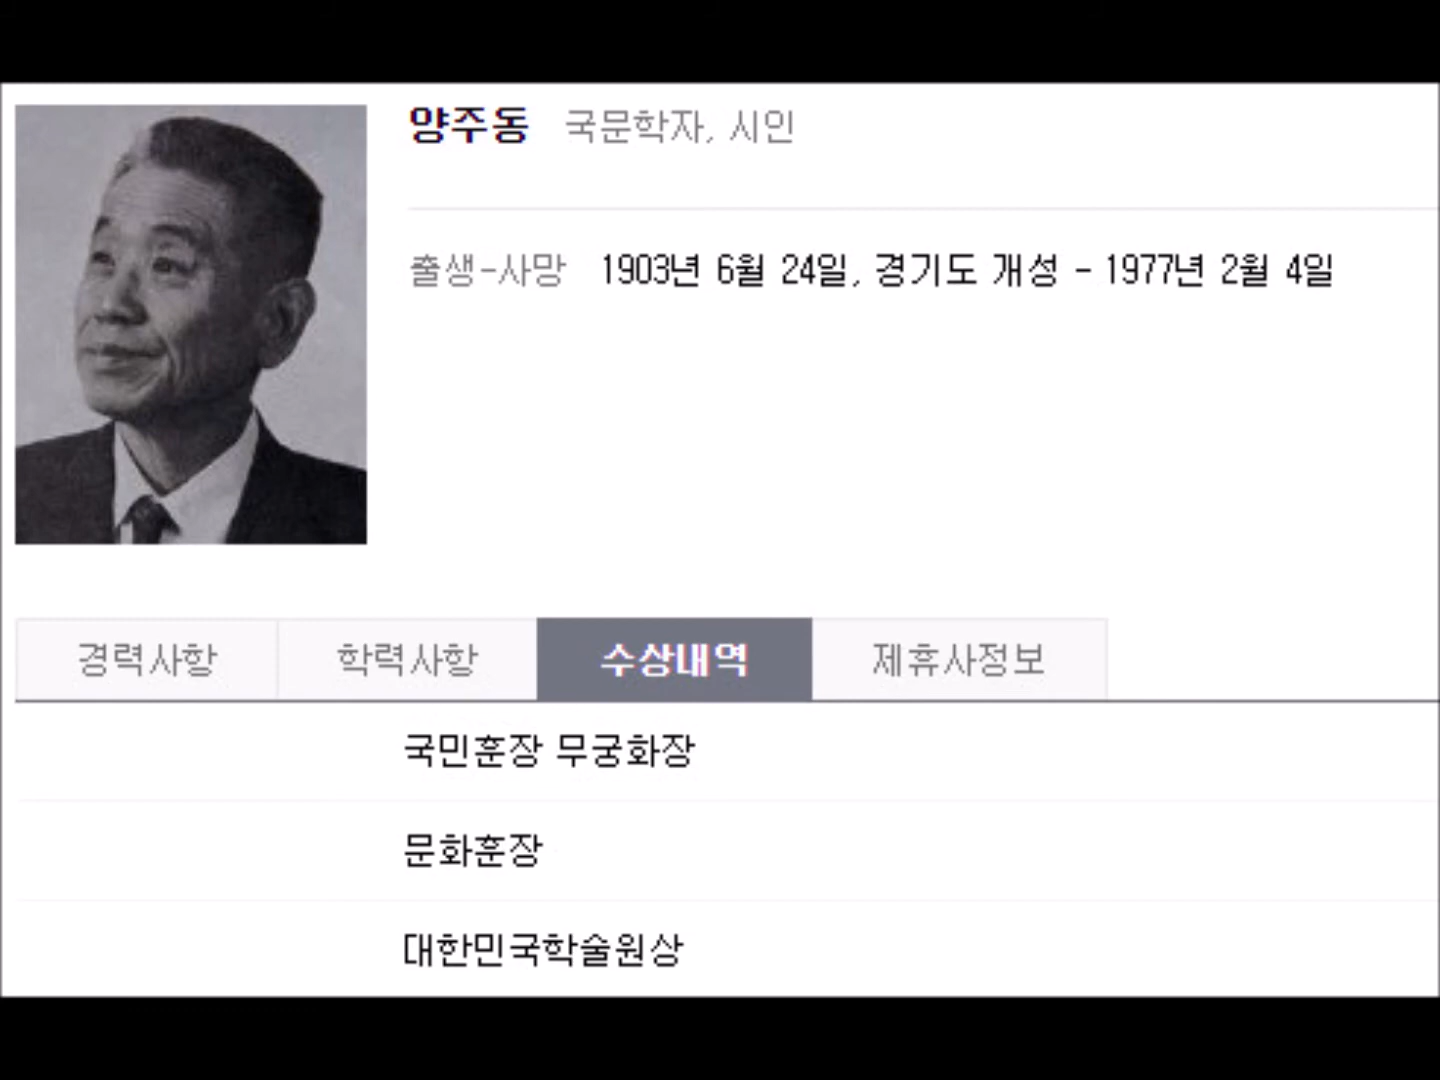 양주동 국문학자, 시인
출생-사망 1903년 6월 24일, 경기도 개성 - 1977년 2월 4일
경력사항 학력사항 수상내역 제휴사정보
국민훈장 무궁화장
문화훈장
대한민국학술원상